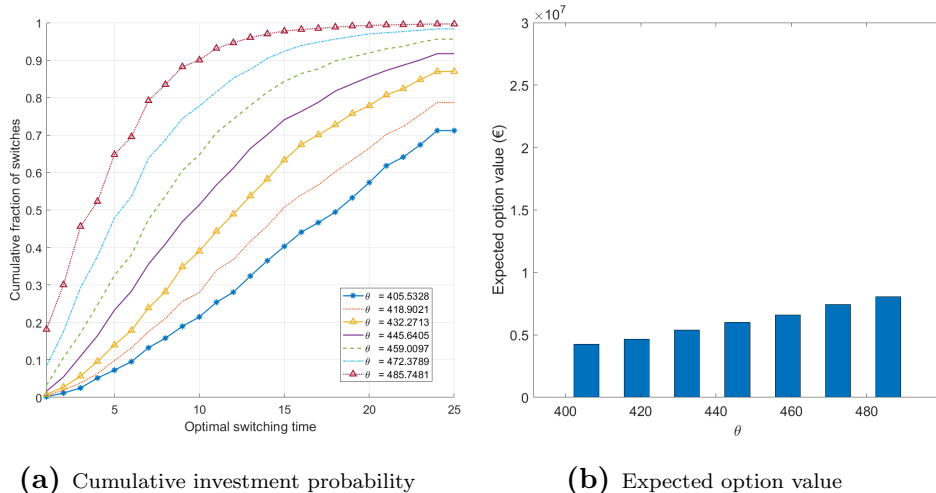 1
0.9
0.8
0.7
0.6
0.5
0.4
0.3
0.2
0.1
0
5
10
15
20
25
Cumulative fraction of switches
Optimal switching time
θ = 405.5328
θ = 418.9021
θ = 432.2713
θ = 445.6405
θ = 459.0097
θ = 472.3789
θ = 485.7481
(a) Cumulative investment probability
×10⁷
3
2.5
2
1.5
1
0.5
0
400
420
440
460
480
Expected option value (€)
θ
(b) Expected option value